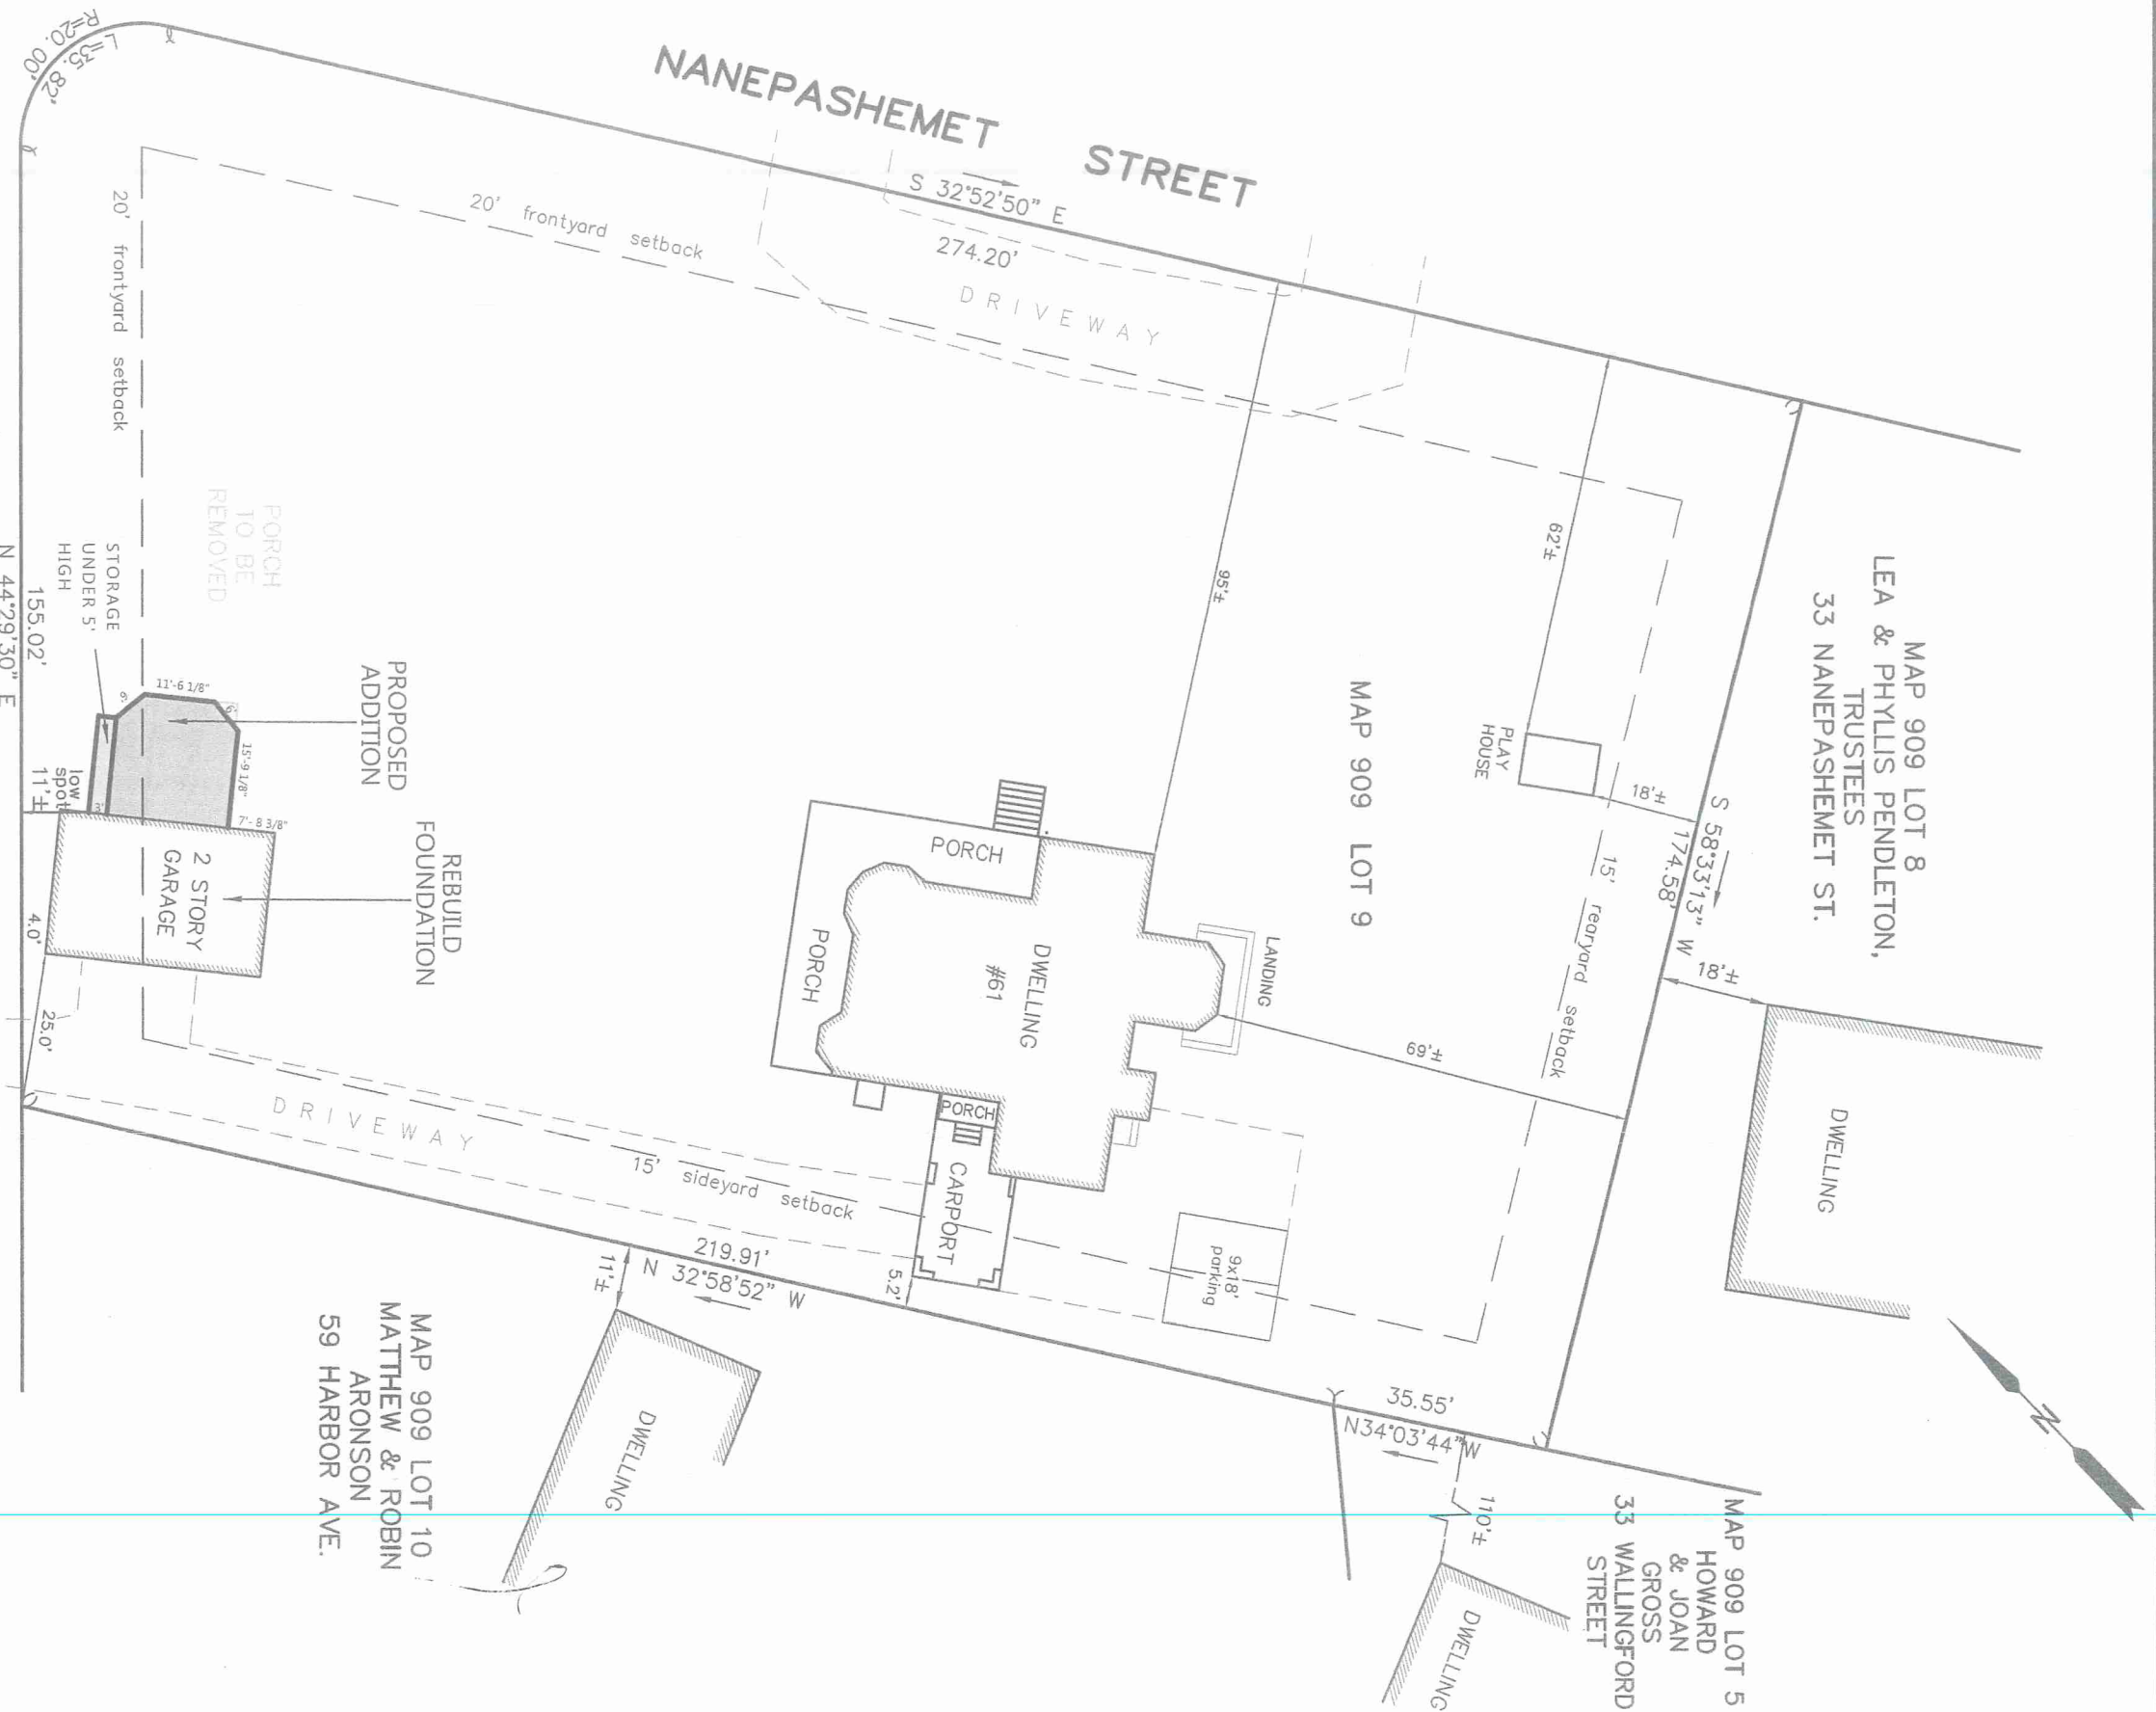 R=20.00'
L=35.82'
NANEPASHEMET STREET
S 32°52'50" E
274.20'
20' frontyard setback
DRIVEWAY
20' frontyard setback
PORCH
TO BE
REMOVED
STORAGE
UNDER 5'
HIGH
155.02'
N 44°29'30" E
PROPOSED
ADDITION
11'-6 1/8"
6'
6'
15'-9 1/8"
7'-8 3/8"
3'
low
spot
11'±
REBUILD
FOUNDATION
2 STORY
GARAGE
4.0'
25.0'
DRIVEWAY
15' sideyard setback
219.91'
N 32°58'52" W
11'±
5.2'
DWELLING
MAP 909 LOT 10
MATTHEW & ROBIN
ARONSON
59 HARBOR AVE.
95'±
62'±
MAP 909 LOT 9
PLAY
HOUSE
18'±
15' rearyard setback
PORCH
PORCH
DWELLING
#61
LANDING
69'±
PORCH
CARPORT
9x18'
parking
S 58°33'13" W
174.58'
18'±
MAP 909 LOT 8
LEA & PHYLLIS PENDLETON,
TRUSTEES
33 NANEPASHEMET ST.
DWELLING
N
35.55'
N34°03'44"W
110'±
DWELLING
MAP 909 LOT 5
HOWARD
& JOAN
GROSS
33 WALLINGFORD
STREET